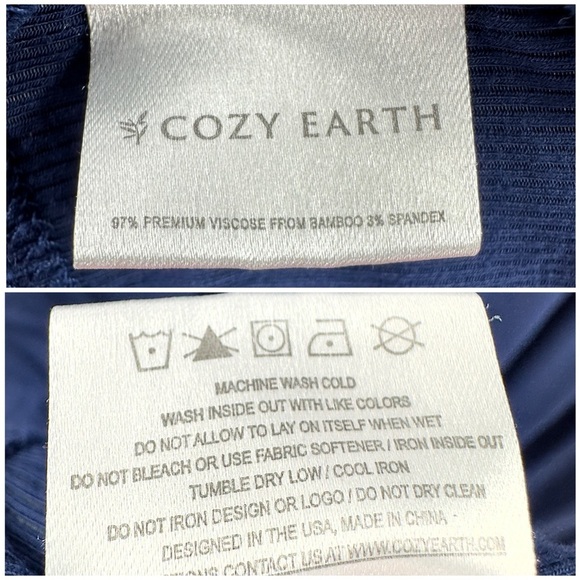 COZY EARTH
97% PREMIUM VISCOSE FROM BAMBOO 3% SPANDEX
MACHINE WASH COLD
WASH INSIDE OUT WITH LIKE COLORS
DO NOT ALLOW TO LAY ON ITSELF WHEN WET
DO NOT BLEACH OR USE FABRIC SOFTENER / IRON INSIDE OUT
TUMBLE DRY LOW / COOL IRON
DO NOT IRON DESIGN OR LOGO / DO NOT DRY CLEAN
DESIGNED IN THE USA, MADE IN CHINA
CONTACT US AT WWW.COZYEARTH.COM